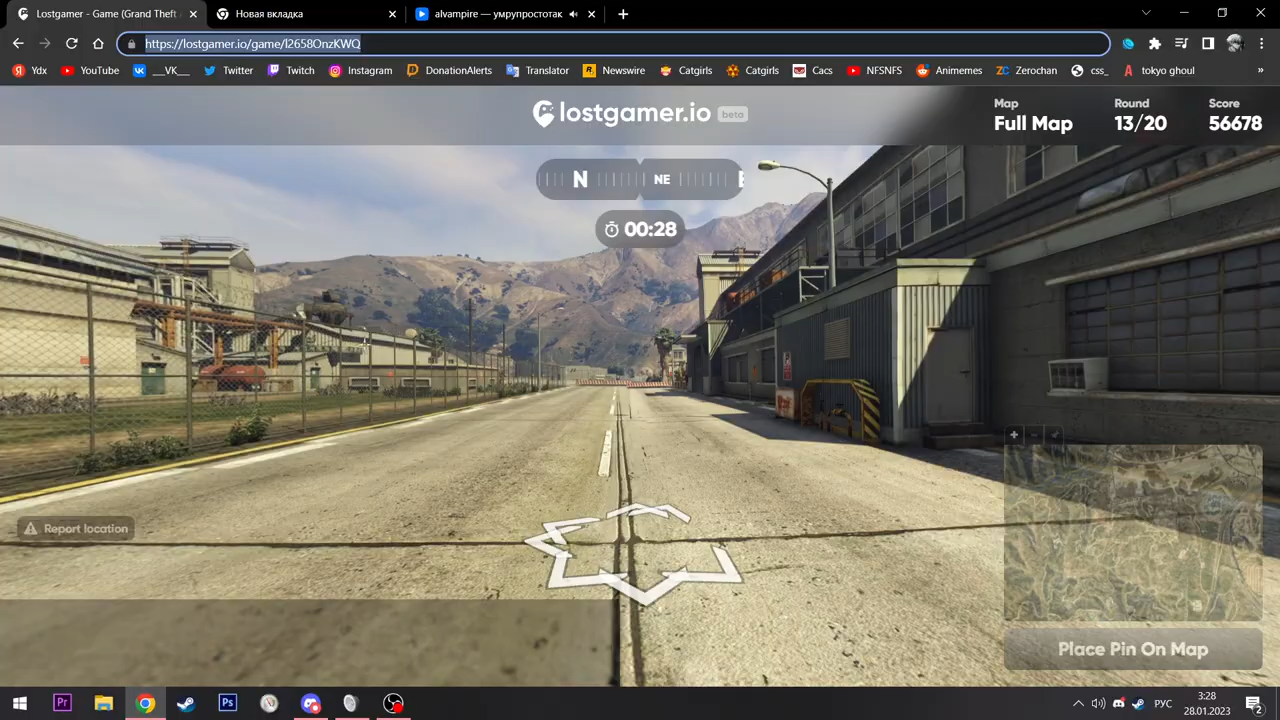 Lostgamer - Game (Grand Theft
Новая вкладка
alvampire — умрупростотак
https://lostgamer.io/game/l2658OnzKWQ
Ydx
YouTube
___VK__
Twitter
Twitch
Instagram
DonationAlerts
Translator
Newswire
Catgirls
Catgirls
Cacs
NFSNFS
Animemes
Zerochan
css_
tokyo ghoul
»
lostgamer.io beta
Map
Full Map
Round
13/20
Score
56678
N
NE
00:28
Report location
Place Pin On Map
РУС
3:28
28.01.2023
2